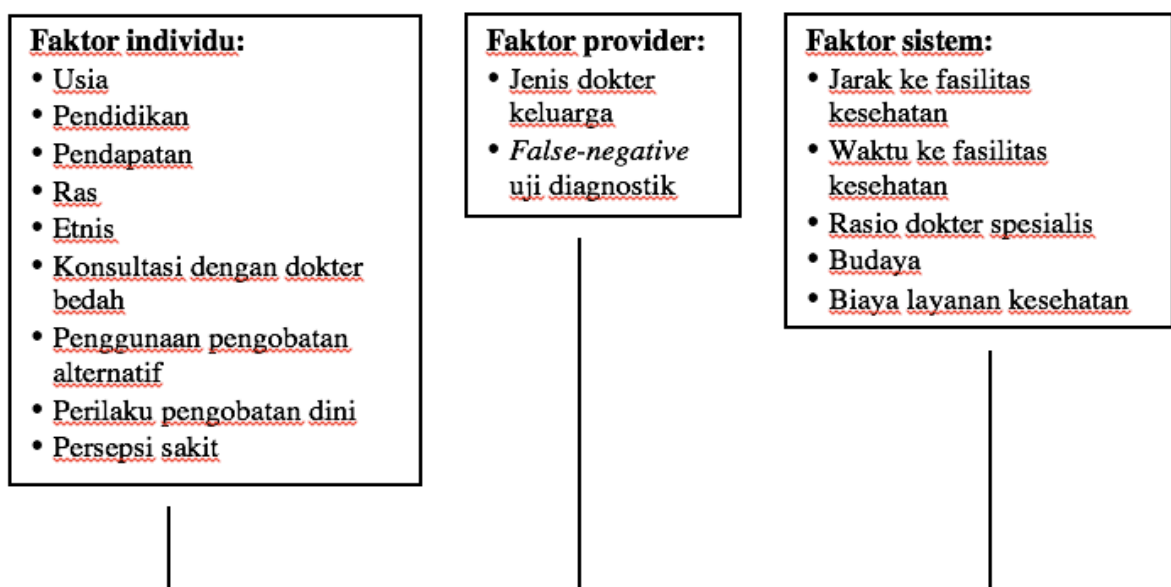 Faktor individu:
• Usia
• Pendidikan
• Pendapatan
• Ras
• Etnis
• Konsultasi dengan dokter
bedah
• Penggunaan pengobatan
alternatif
• Perilaku pengobatan dini
• Persepsi sakit
Faktor provider:
• Jenis dokter
keluarga
• False-negative
uji diagnostik
Faktor sistem:
• Jarak ke fasilitas
kesehatan
• Waktu ke fasilitas
kesehatan
• Rasio dokter spesialis
• Budaya
• Biaya layanan kesehatan